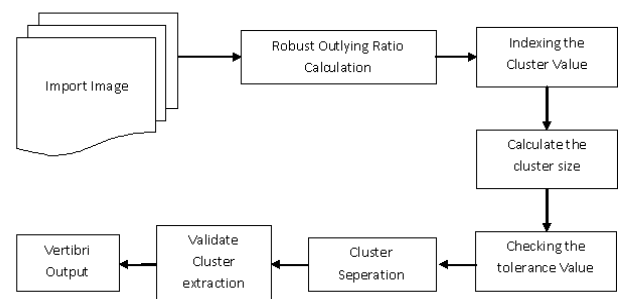 Import Image
Robust Outlying Ratio
Calculation
Indexing the
Cluster Value
Calculate the
cluster size
Checking the
tolerance Value
Cluster
Seperation
Validate
Cluster
extraction
Vertibri
Output